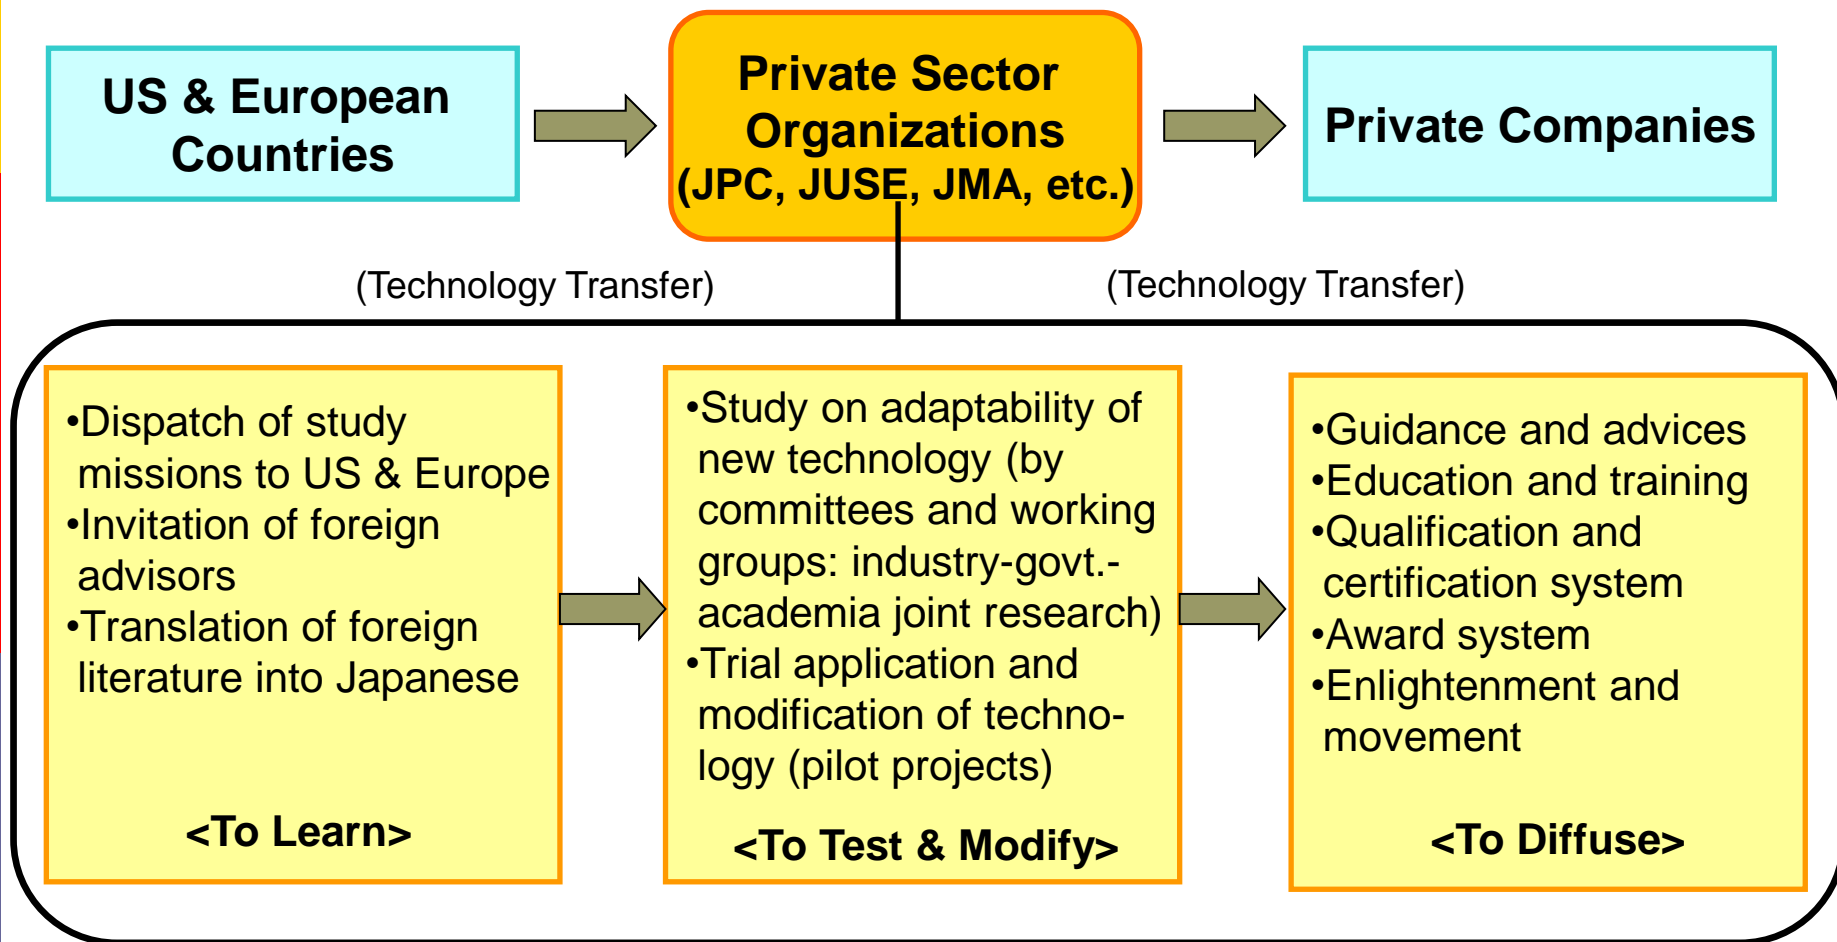 US & European
Countries
Private Sector
Organizations
(JPC, JUSE, JMA, etc.)
Private Companies
(Technology Transfer)
(Technology Transfer)
•Dispatch of study
missions to US & Europe
•Invitation of foreign
advisors
•Translation of foreign
literature into Japanese
<To Learn>
•Study on adaptability of
new technology (by
committees and working
groups: industry-govt.-
academia joint research)
•Trial application and
modification of techno-
logy (pilot projects)
<To Test & Modify>
•Guidance and advices
•Education and training
•Qualification and
certification system
•Award system
•Enlightenment and
movement
<To Diffuse>